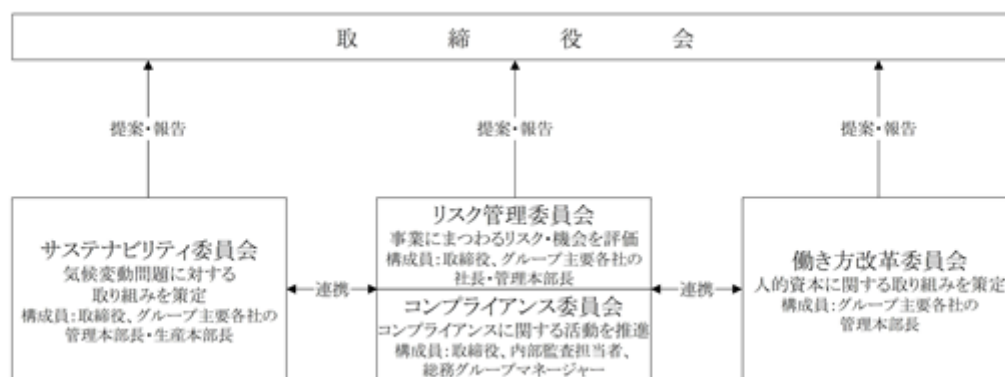 取締役会
提案・報告
提案・報告
提案・報告
サステナビリティ委員会
気候変動問題に対する
取り組みを策定
構成員：取締役、グループ主要各社の
管理本部長・生産本部長
連携
リスク管理委員会
事業にまつわるリスク・機会を評価
構成員：取締役、グループ主要各社の
社長・管理本部長
コンプライアンス委員会
コンプライアンスに関する活動を推進
構成員：取締役、内部監査担当者、
総務グループマネージャー
連携
働き方改革委員会
人的資本に関する取り組みを策定
構成員：グループ主要各社の
管理本部長